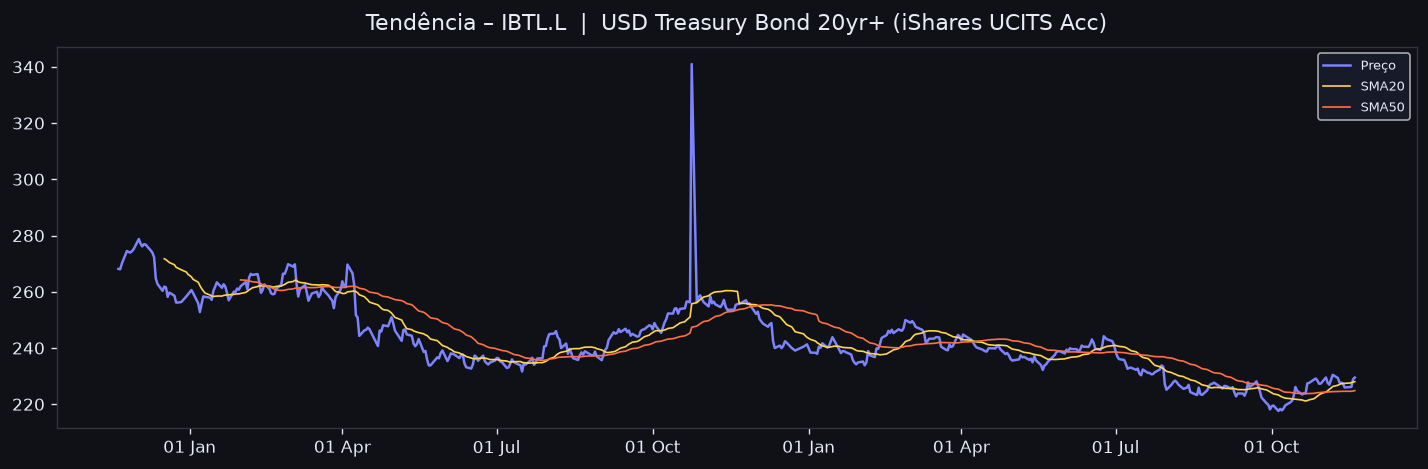 Tendência – IBTL.L | USD Treasury Bond 20yr+ (iShares UCITS Acc)
340
320
300
280
260
240
220
Preço
SMA20
SMA50
01 Jan
01 Apr
01 Jul
01 Oct
01 Jan
01 Apr
01 Jul
01 Oct